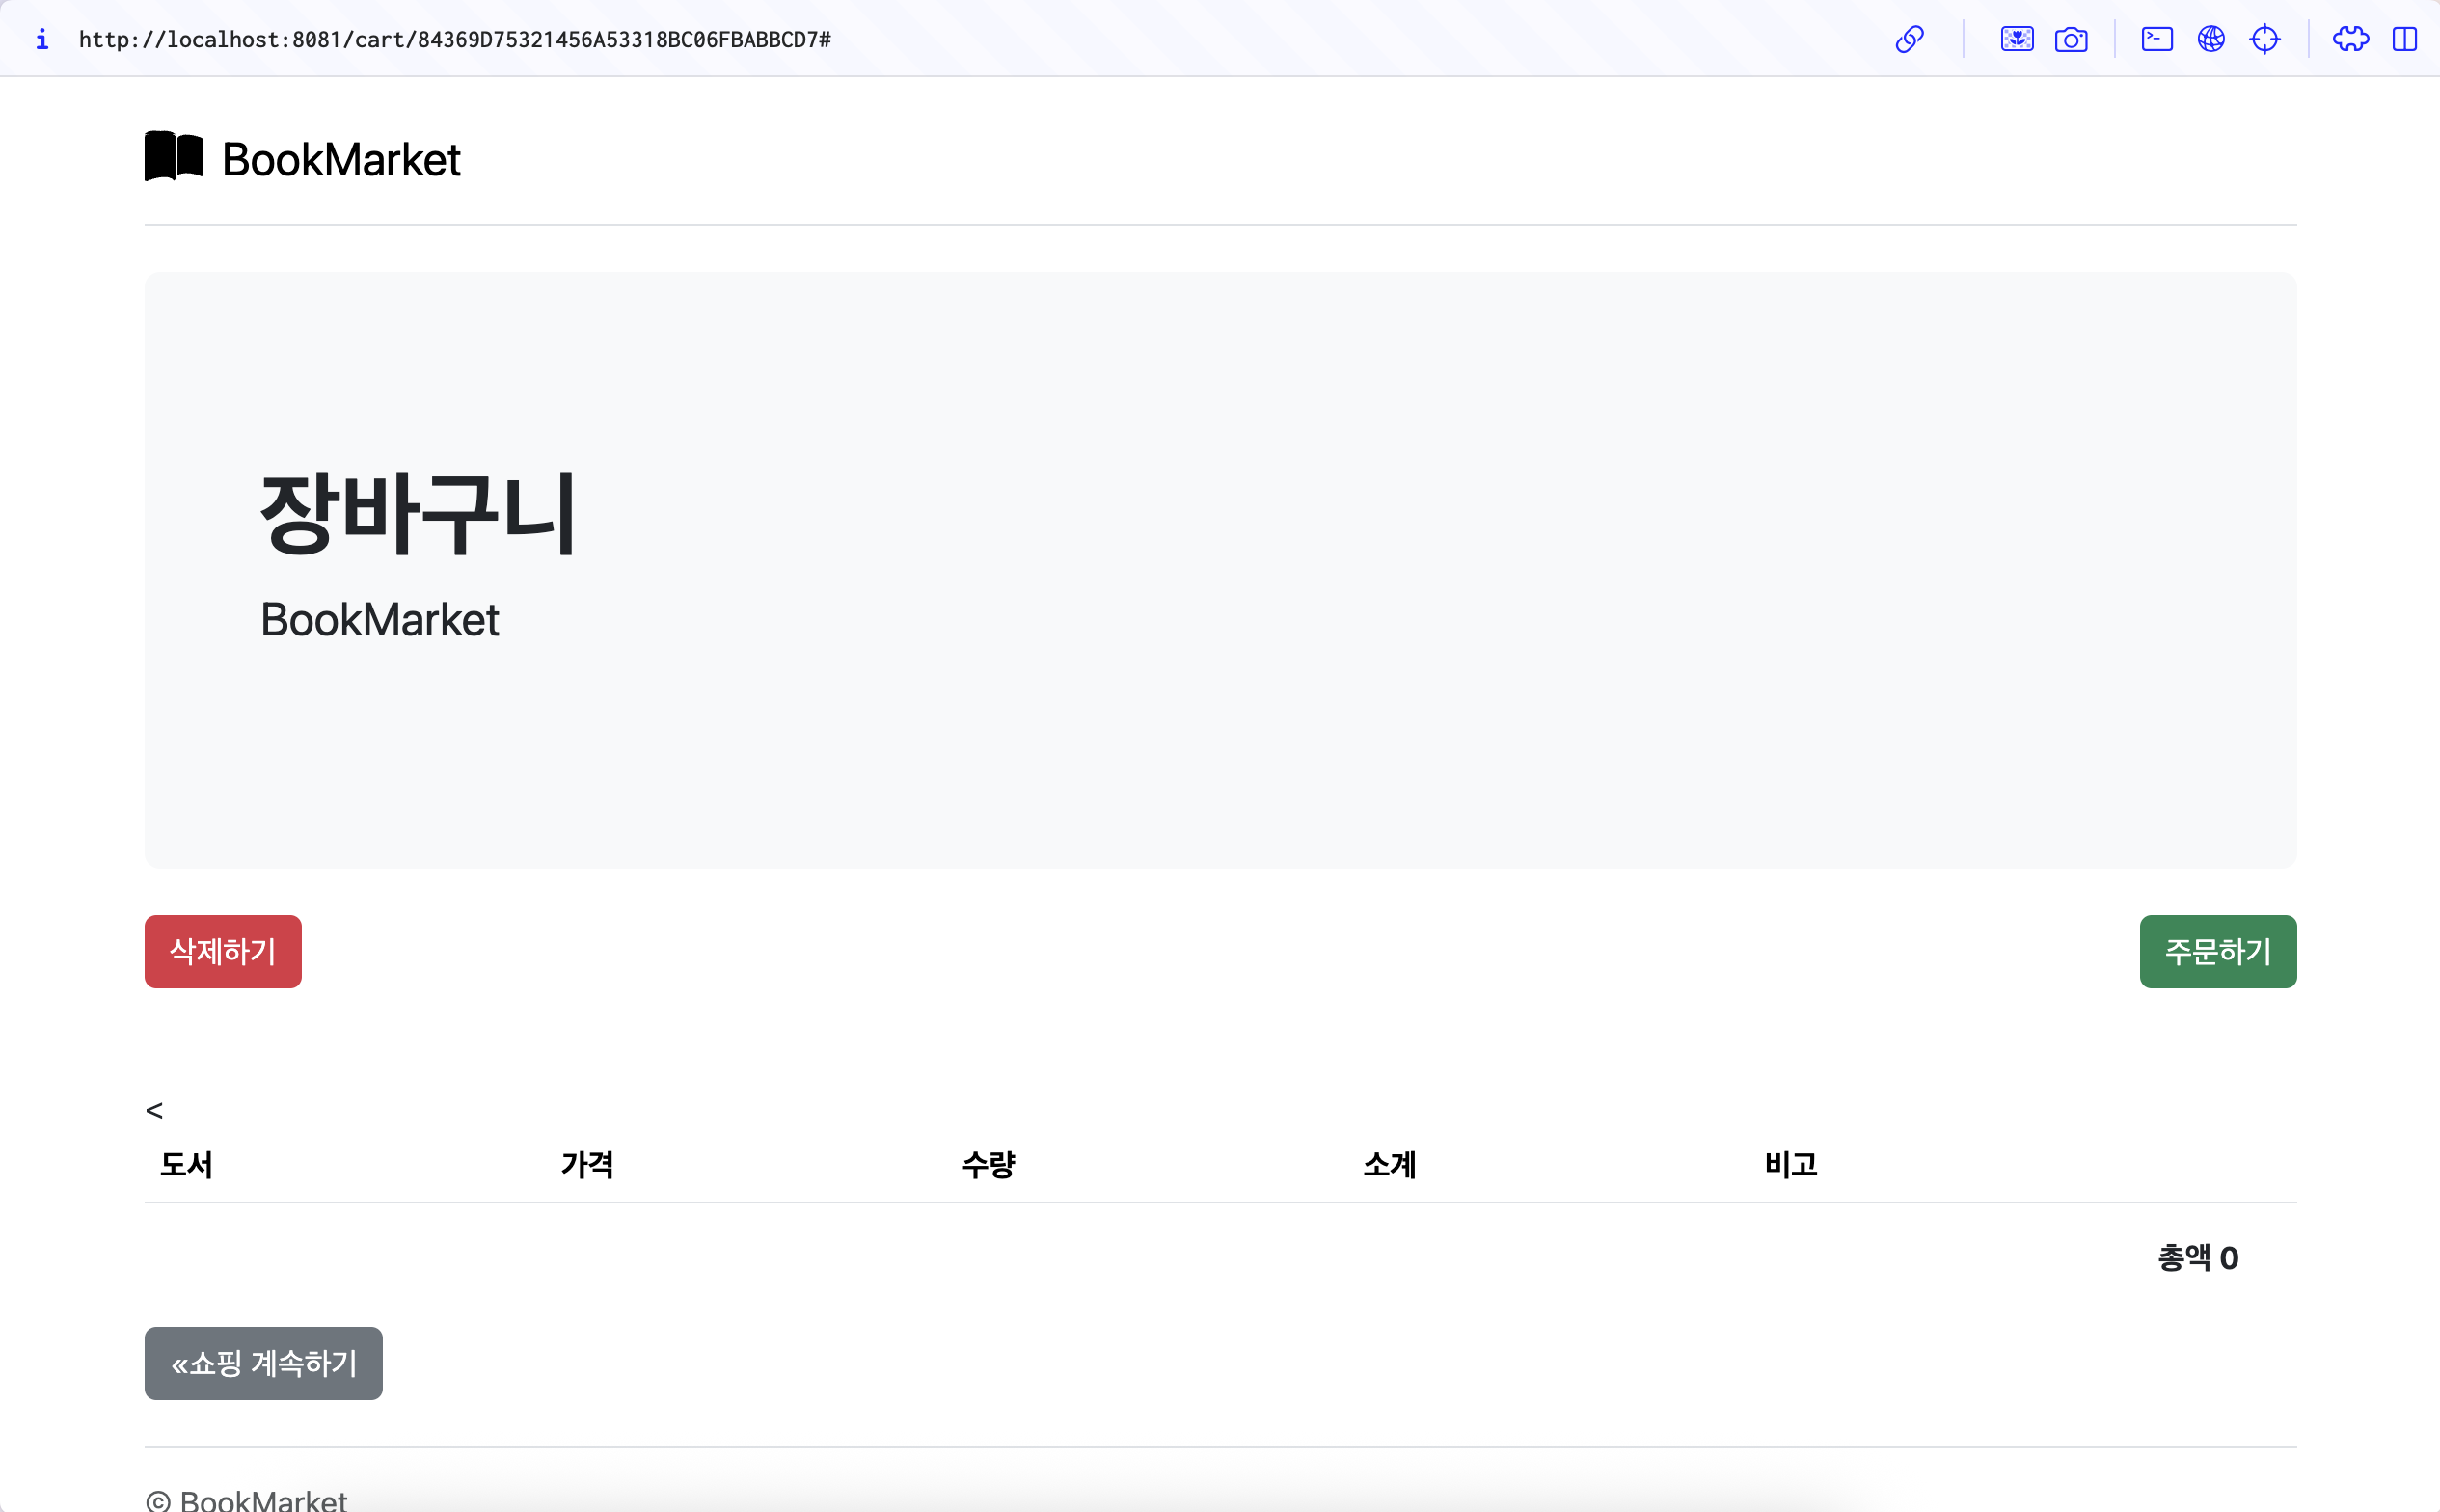 i http://localhost:8081/cart/84369D75321456A53318BC06FBABBCD7#
BookMarket
장바구니
BookMarket
삭제하기 주문하기
<
도서 가격 수량 소계 비고
총액 0
«쇼핑 계속하기
© BookMarket